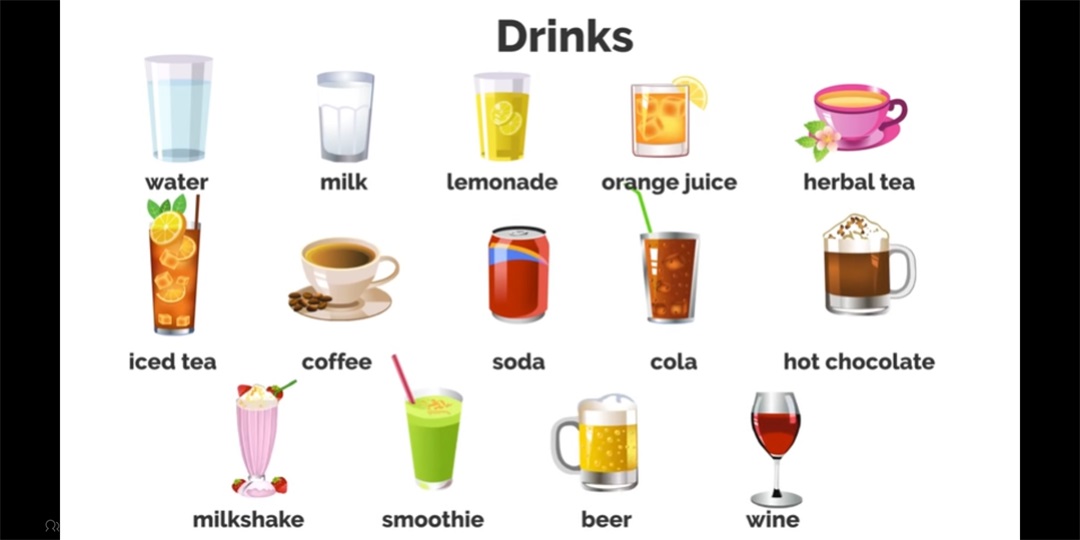 Drinks
water milk lemonade orange juice herbal tea
iced tea coffee soda cola hot chocolate
milkshake smoothie beer wine